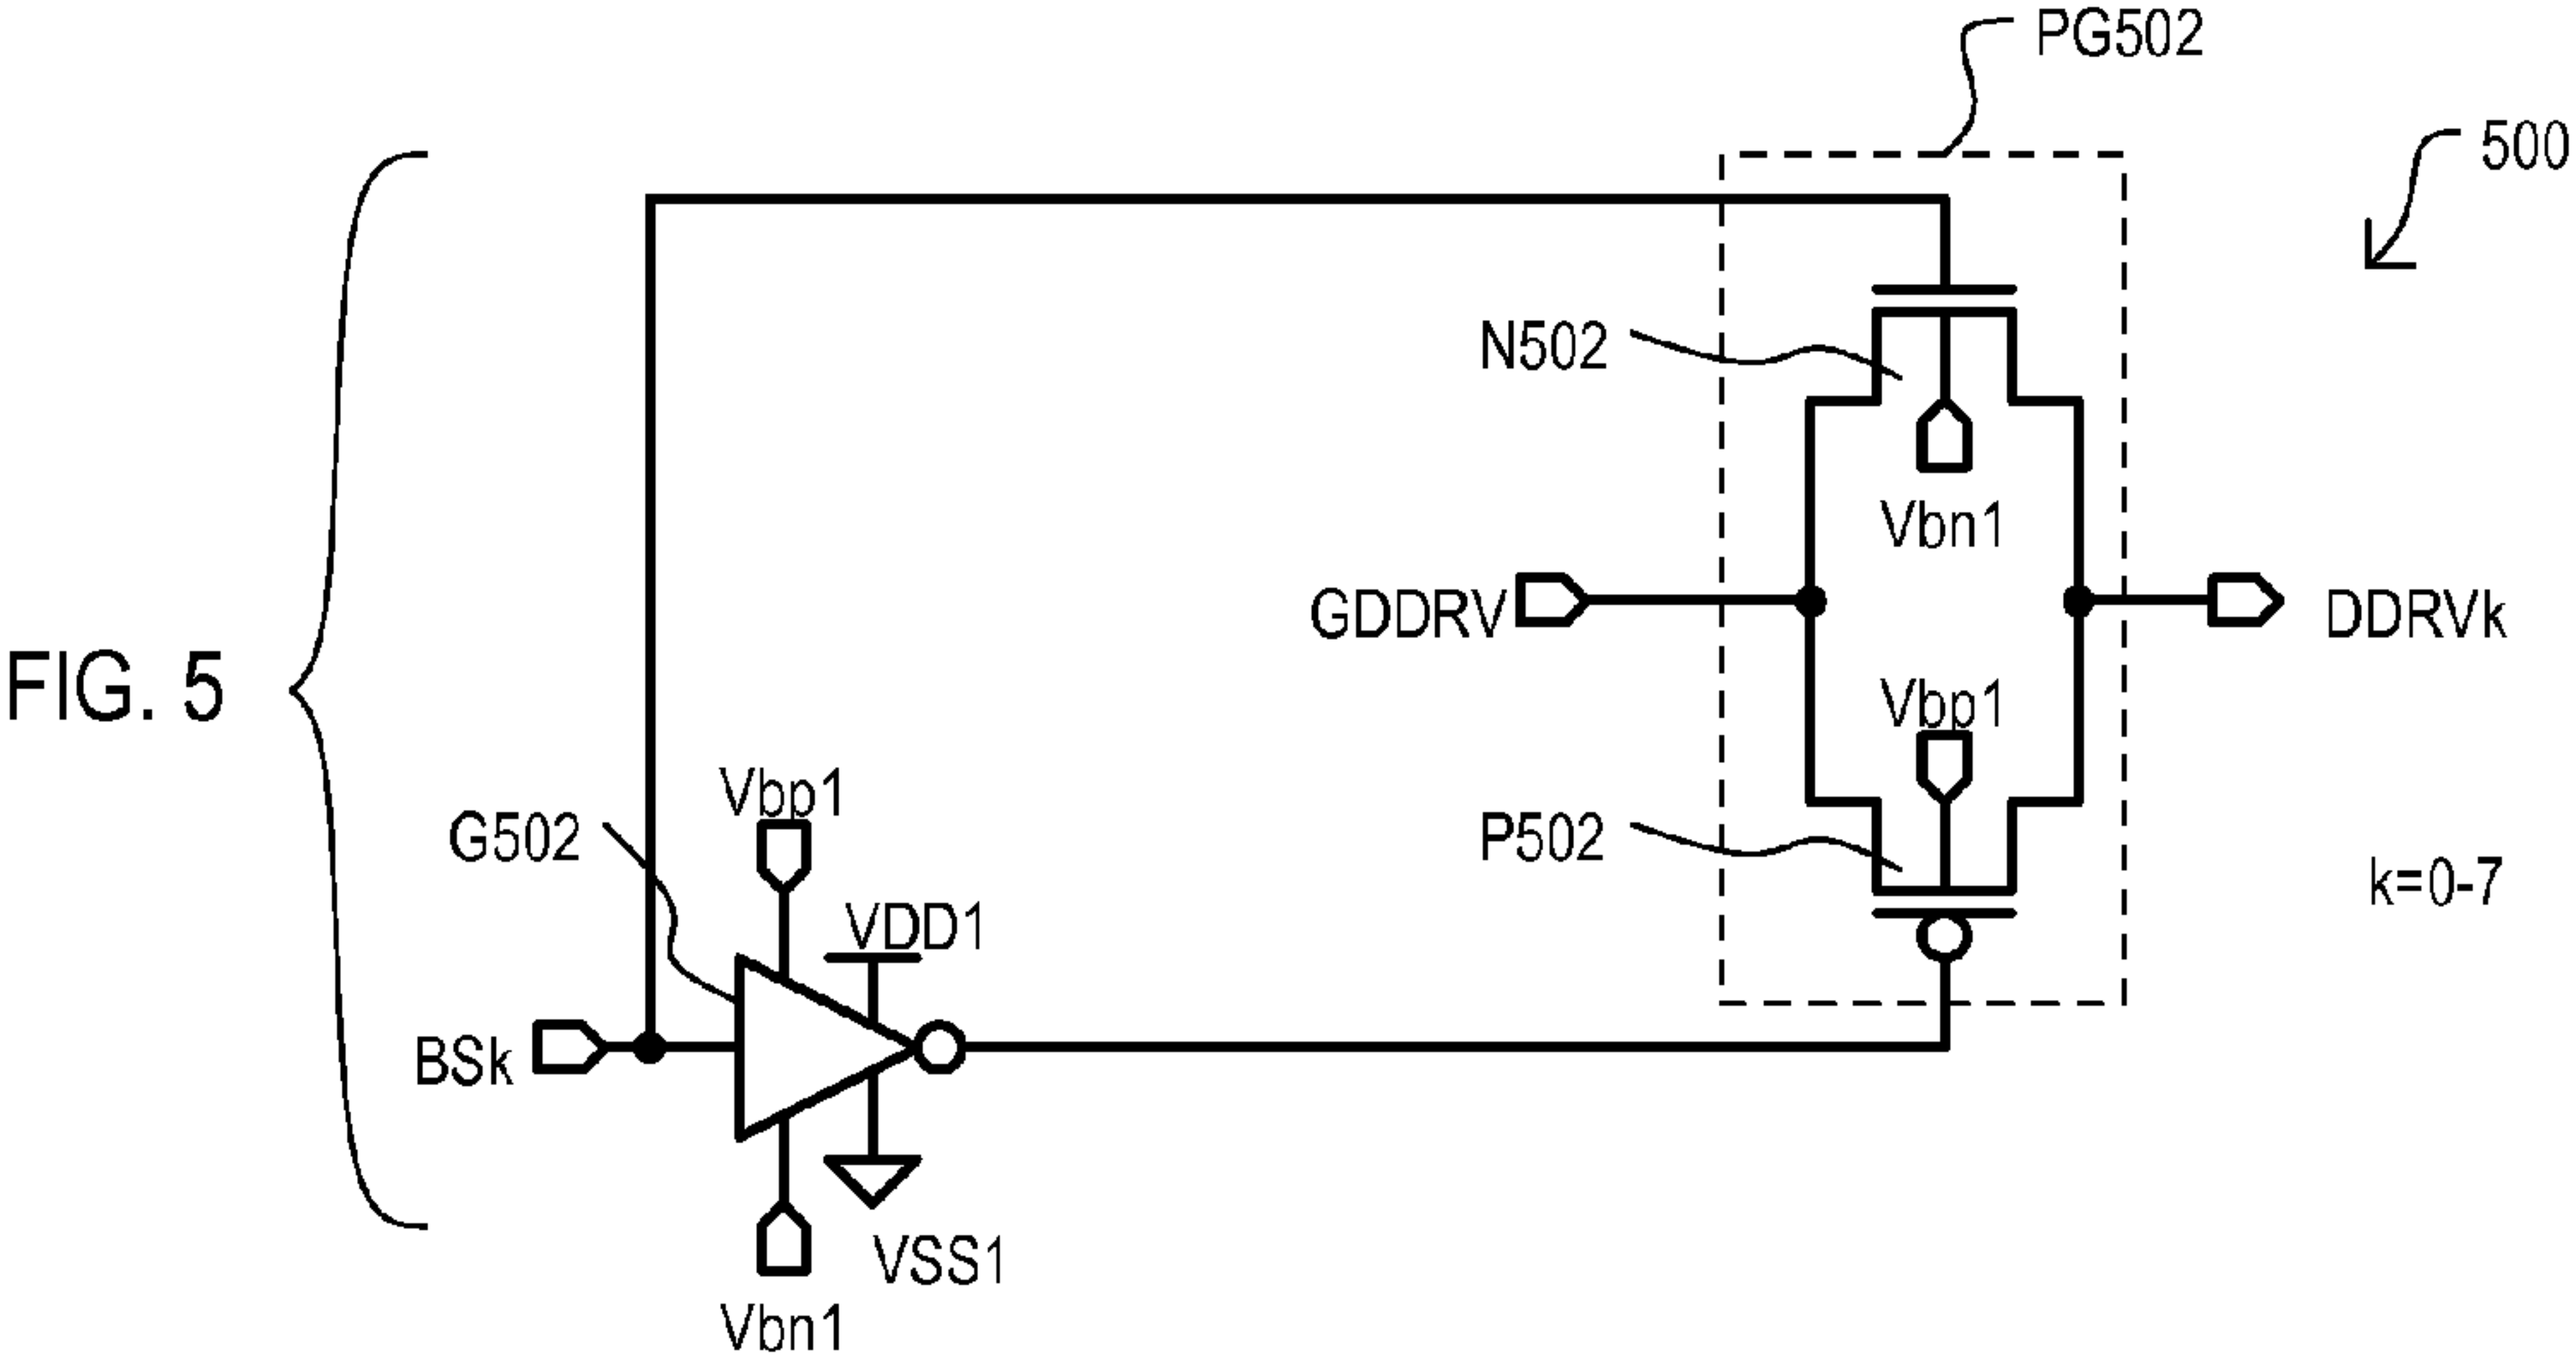 PG502
500
N502
Vbn1
GDDRV
DDRVk
FIG. 5
Vbp1
Vbp1
G502
P502
k=0-7
VDD1
BSk
VSS1
Vbn1